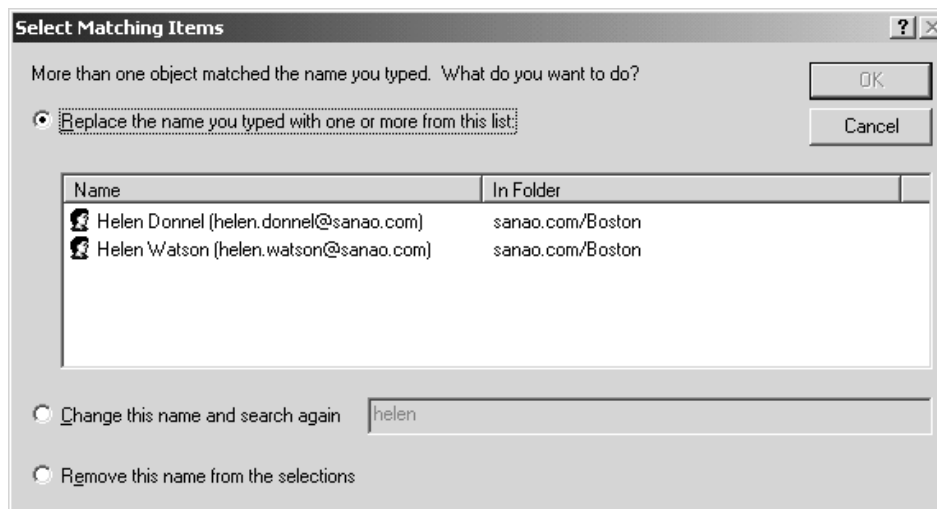 Select Matching Items
More than one object matched the name you typed. What do you want to do?
OK
Replace the name you typed with one or more from this list:
Cancel
Name In Folder
Helen Donnel (helen.donnel@sanao.com) sanao.com/Boston
Helen Watson (helen.watson@sanao.com) sanao.com/Boston
Change this name and search again helen
Remove this name from the selections